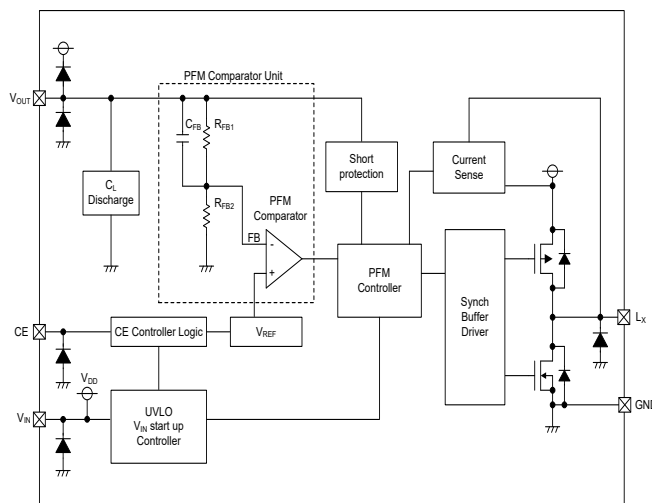 PFM Comparator Unit
VOUT
CFB
RFB1
Short
protection
Current
Sense
CL
Discharge
RFB2
PFM
Comparator
FB
-
+
PFM
Controller
Synch
Buffer
Driver
CE
CE Controller Logic
VREF
LX
VDD
VIN
UVLO
VIN start up
Controller
GND